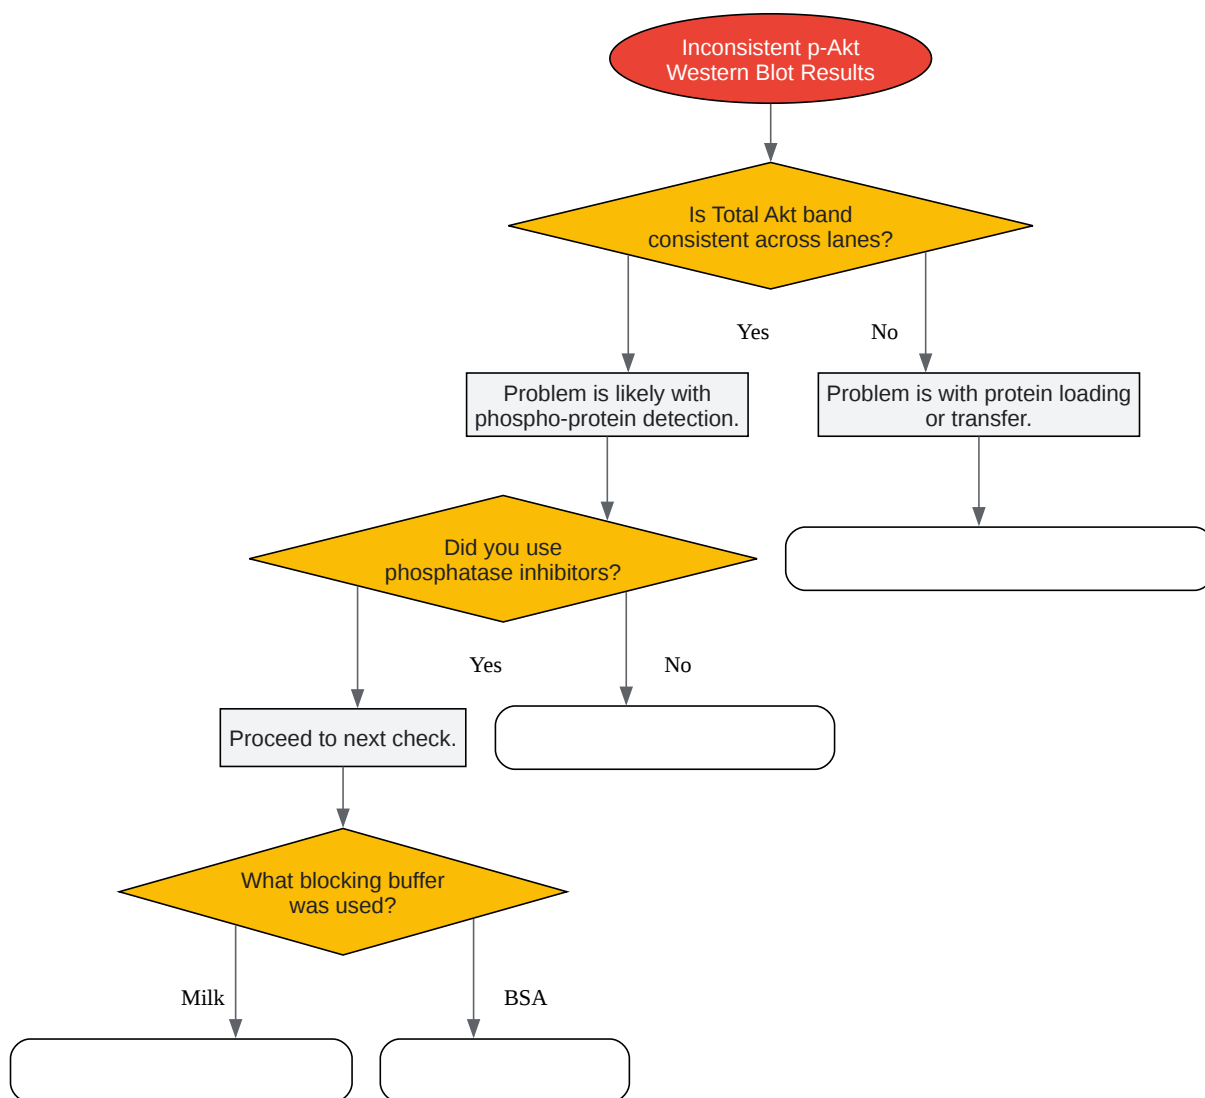 Inconsistent p-Akt
Western Blot Results
Is Total Akt band
consistent across lanes?
Yes
No
Problem is likely with
phospho-protein detection.
Problem is with protein loading
or transfer.
Did you use
phosphatase inhibitors?
Yes
No
Proceed to next check.
What blocking buffer
was used?
Milk
BSA